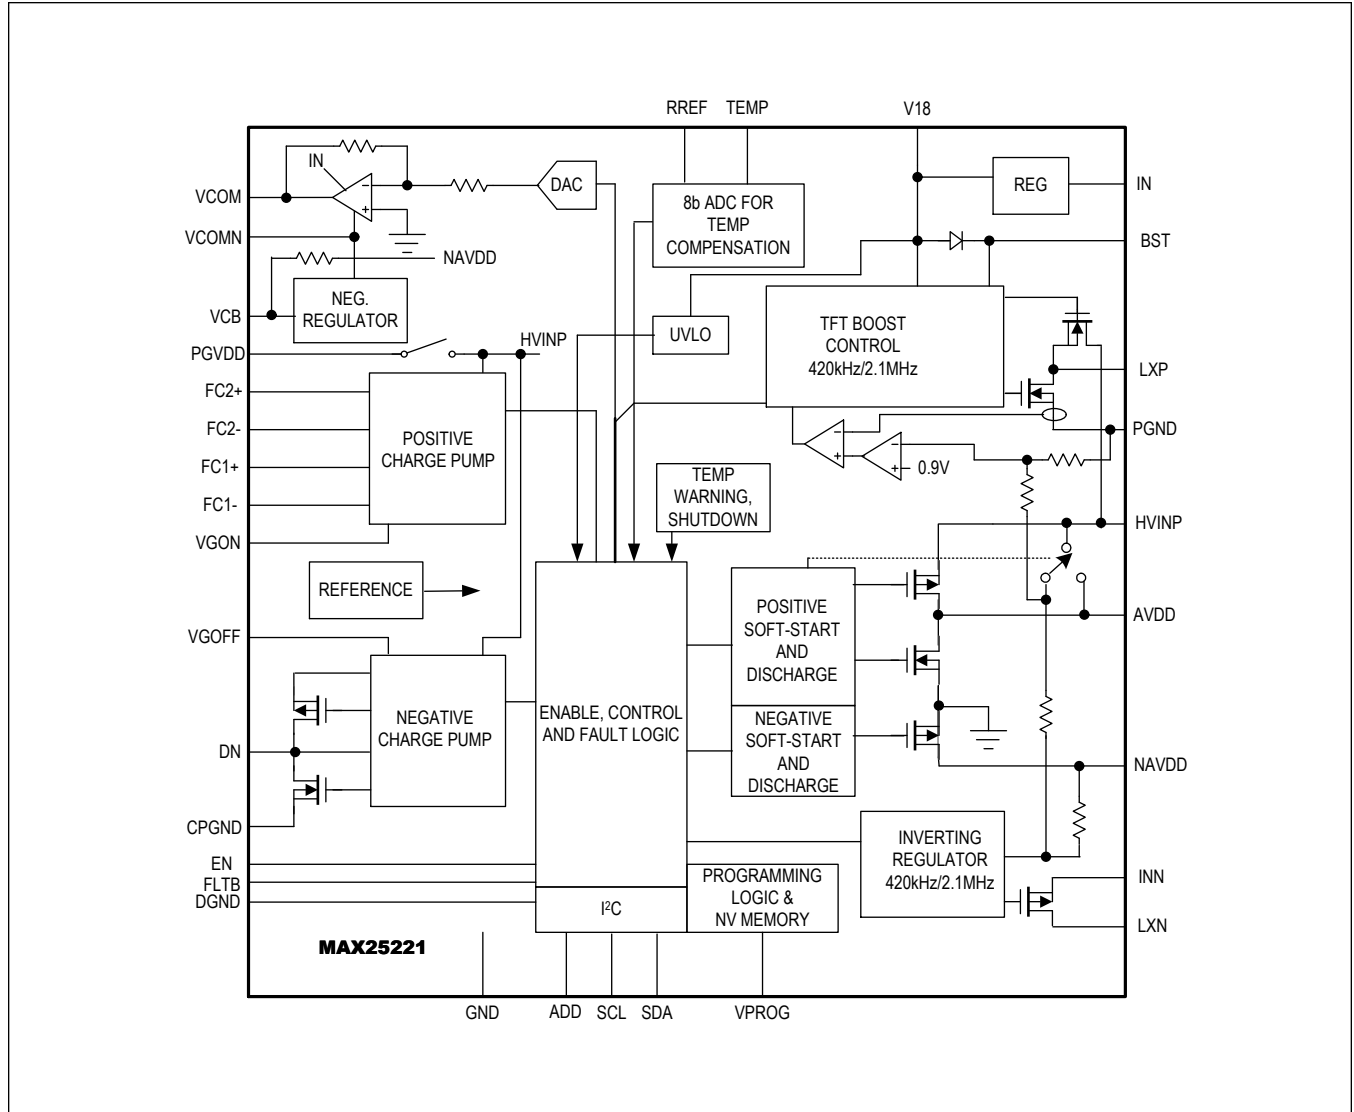 RREF TEMP V18
IN
DAC
REG
IN
VCOM
8b ADC FOR
TEMP
COMPENSATION
VCOMN
BST
NAVDD
NEG.
REGULATOR
VCB
UVLO
TFT BOOST
CONTROL
420kHz/2.1MHz
HVINP
PGVDD
LXP
FC2+
FC2-
PGND
POSITIVE
CHARGE PUMP
FC1+
0.9V
TEMP
WARNING,
SHUTDOWN
FC1-
HVINP
VGON
REFERENCE
POSITIVE
SOFT-START
AND
DISCHARGE
AVDD
VGOFF
NEGATIVE
CHARGE PUMP
ENABLE, CONTROL
AND FAULT LOGIC
NEGATIVE
SOFT-START
AND
DISCHARGE
DN
NAVDD
CPGND
INVERTING
REGULATOR
420kHz/2.1MHz
EN
FLTB
DGND
PROGRAMMING
LOGIC &
NV MEMORY
INN
I²C
LXN
MAX25221
GND ADD SCL SDA VPROG